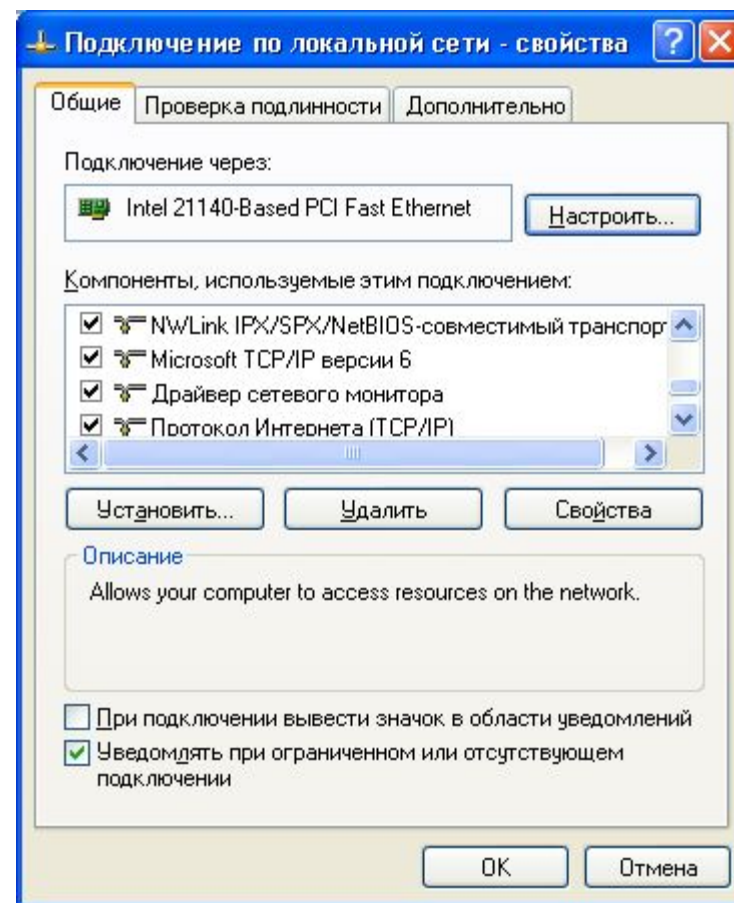 Подключение по локальной сети - свойства
Общие
Проверка подлинности
Дополнительно
Подключение через:
Intel 21140-Based PCI Fast Ethernet
Настроить...
Компоненты, используемые этим подключением:
NWLink IPX/SPX/NetBIOS-совместимый транспор
Microsoft TCP/IP версии 6
Драйвер сетевого монитора
Протокол Интернета (TCP/IP)
Установить...
Удалить
Свойства
Описание
Allows your computer to access resources on the network.
При подключении вывести значок в области уведомлений
Уведомлять при ограниченном или отсутствующем
подключении
OK
Отмена